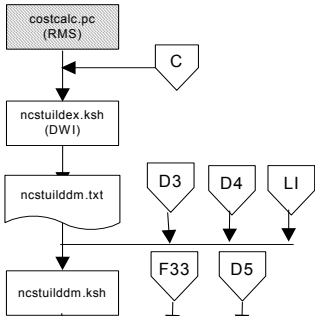 costcalc.pc
(RMS)
C
ncstuildex.ksh
(DWI)
ncstuilddm.txt
D3
D4
LI
F33
D5
ncstuilddm.ksh